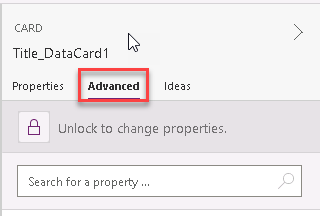 CARD
Title_DataCard1
Properties Advanced Ideas
Unlock to change properties.
Search for a property ...